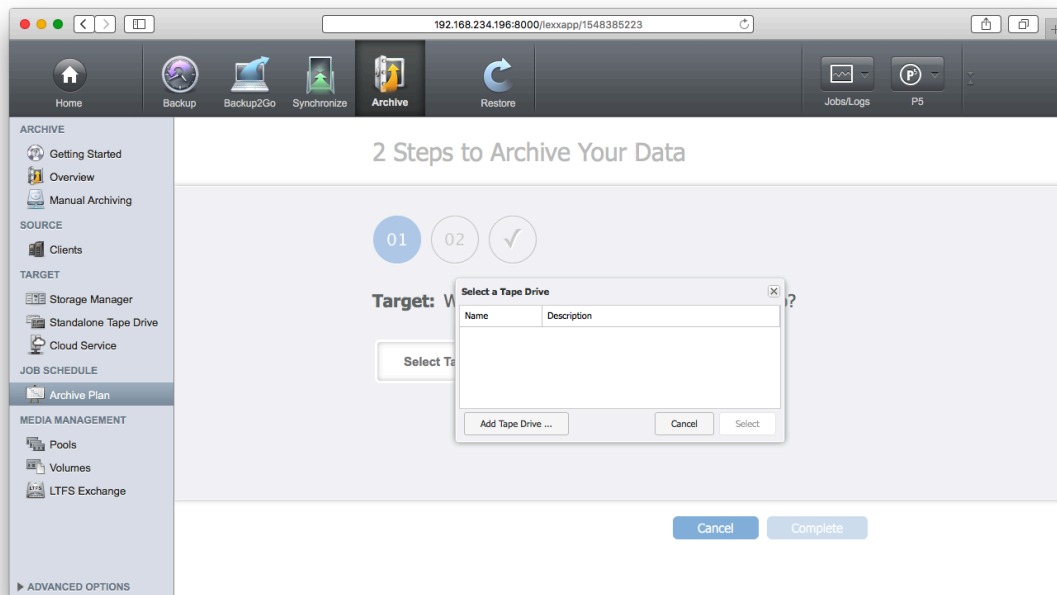 192.168.234.196:8000/lexxapp/1548385223
Home
Backup
Backup2Go
Synchronize
Archive
Restore
Jobs/Logs
P5
ARCHIVE
Getting Started
Overview
Manual Archiving
SOURCE
Clients
TARGET
Storage Manager
Standalone Tape Drive
Cloud Service
JOB SCHEDULE
Archive Plan
MEDIA MANAGEMENT
Pools
Volumes
LTFS Exchange
ADVANCED OPTIONS
2 Steps to Archive Your Data
01
02
Target: W
?
Select Ta
Select a Tape Drive
Name
Description
Add Tape Drive ...
Cancel
Select
Cancel
Complete